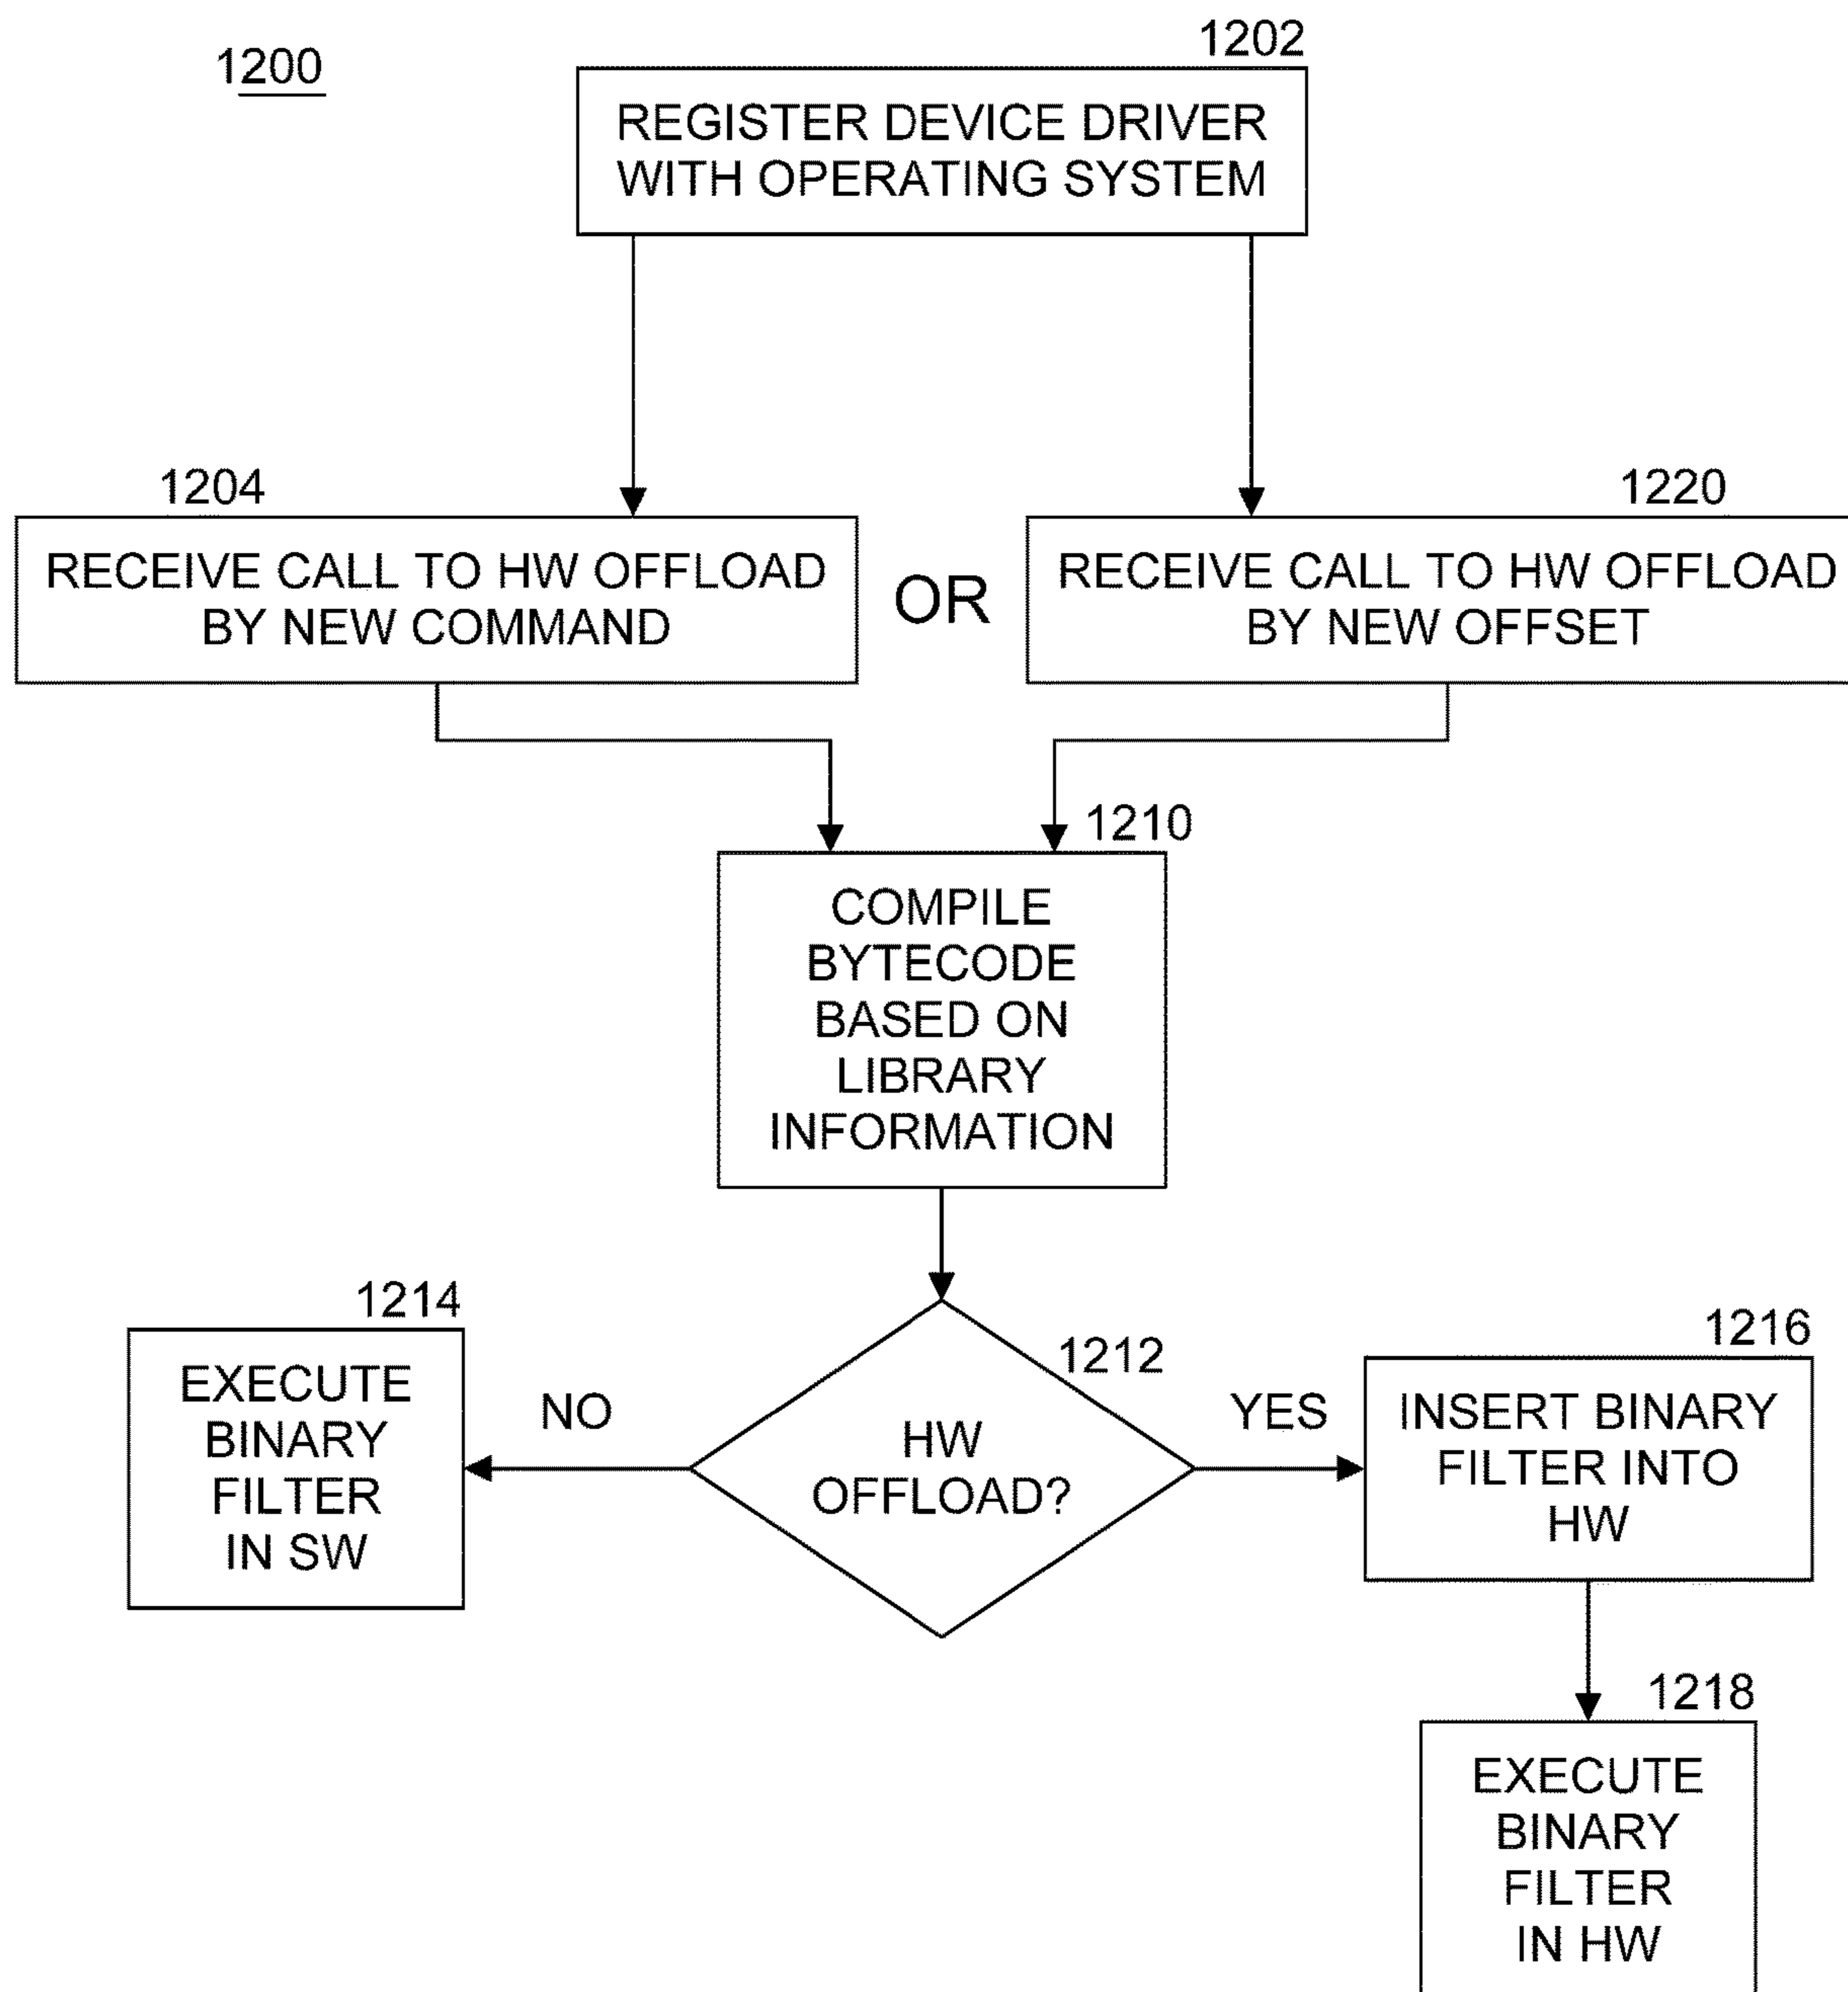 1200
1202
REGISTER DEVICE DRIVER
WITH OPERATING SYSTEM
1204
RECEIVE CALL TO HW OFFLOAD
BY NEW COMMAND
OR
1220
RECEIVE CALL TO HW OFFLOAD
BY NEW OFFSET
1210
COMPILE
BYTECODE
BASED ON
LIBRARY
INFORMATION
1212
HW
OFFLOAD?
NO
1214
EXECUTE
BINARY
FILTER
IN SW
YES
1216
INSERT BINARY
FILTER INTO
HW
1218
EXECUTE
BINARY
FILTER
IN HW